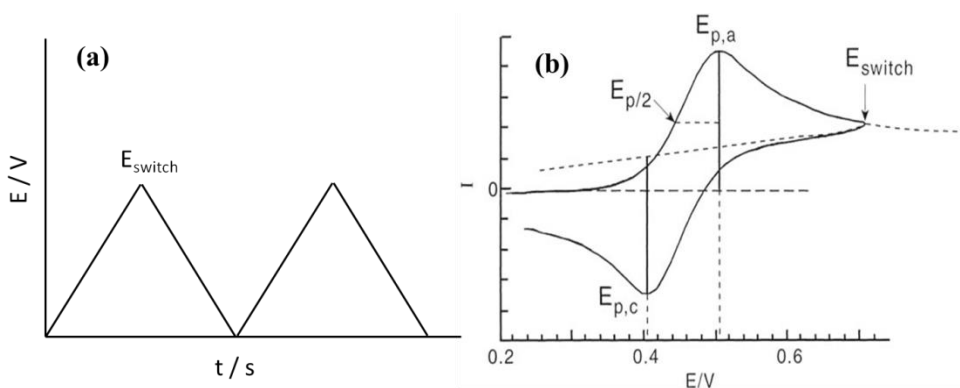 (a)
E / V
E_switch
t / s
(b)
E_p,a
E_switch
E_p/2
I
0
E_p,c
0.2
0.4
0.6
E/V